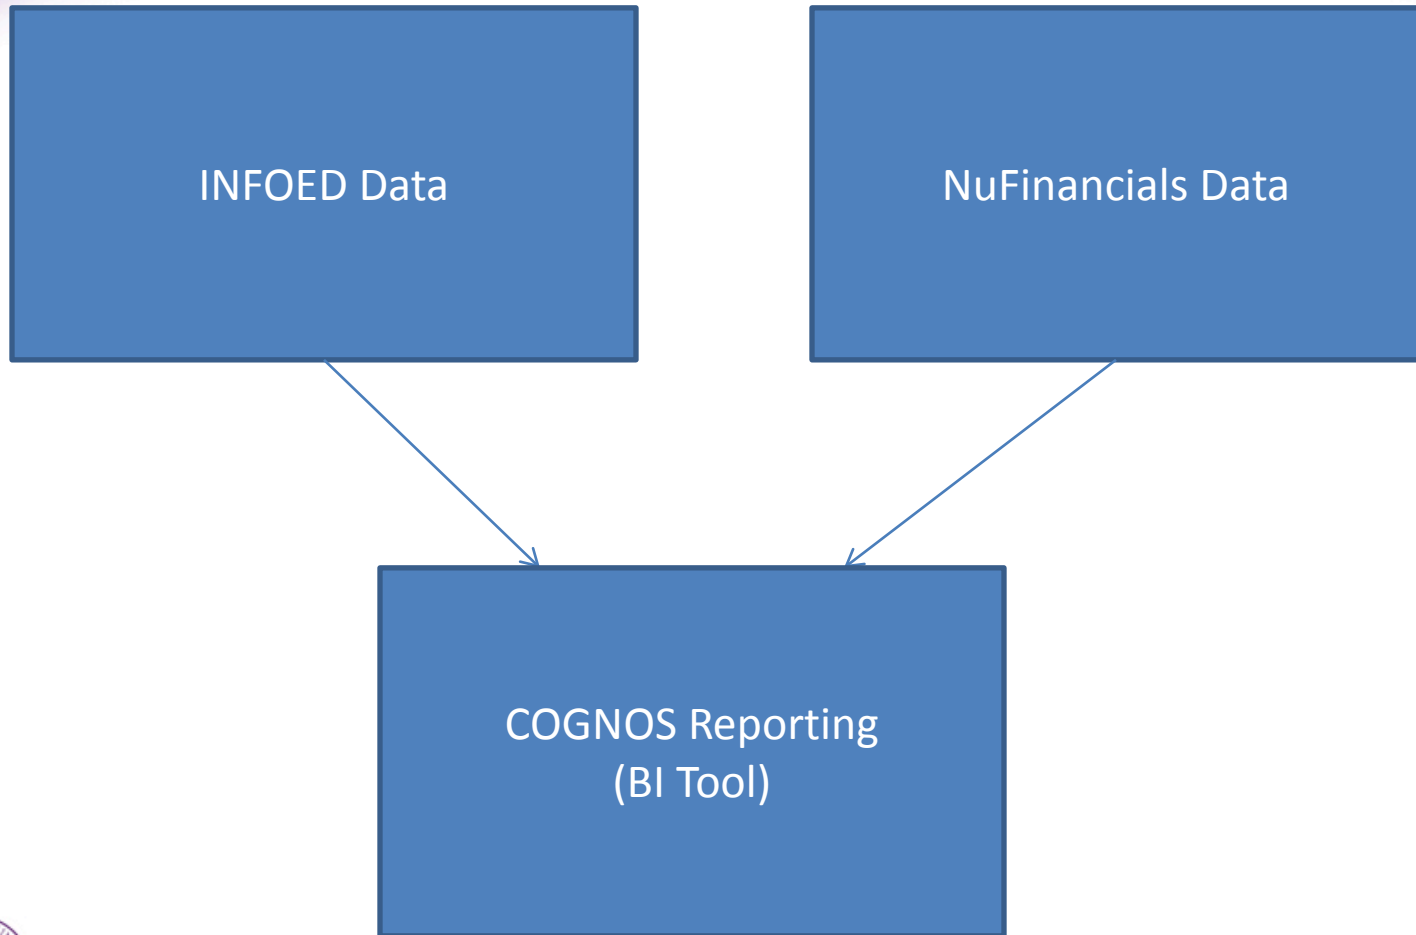 INFOED Data
NuFinancials Data
COGNOS Reporting
(BI Tool)